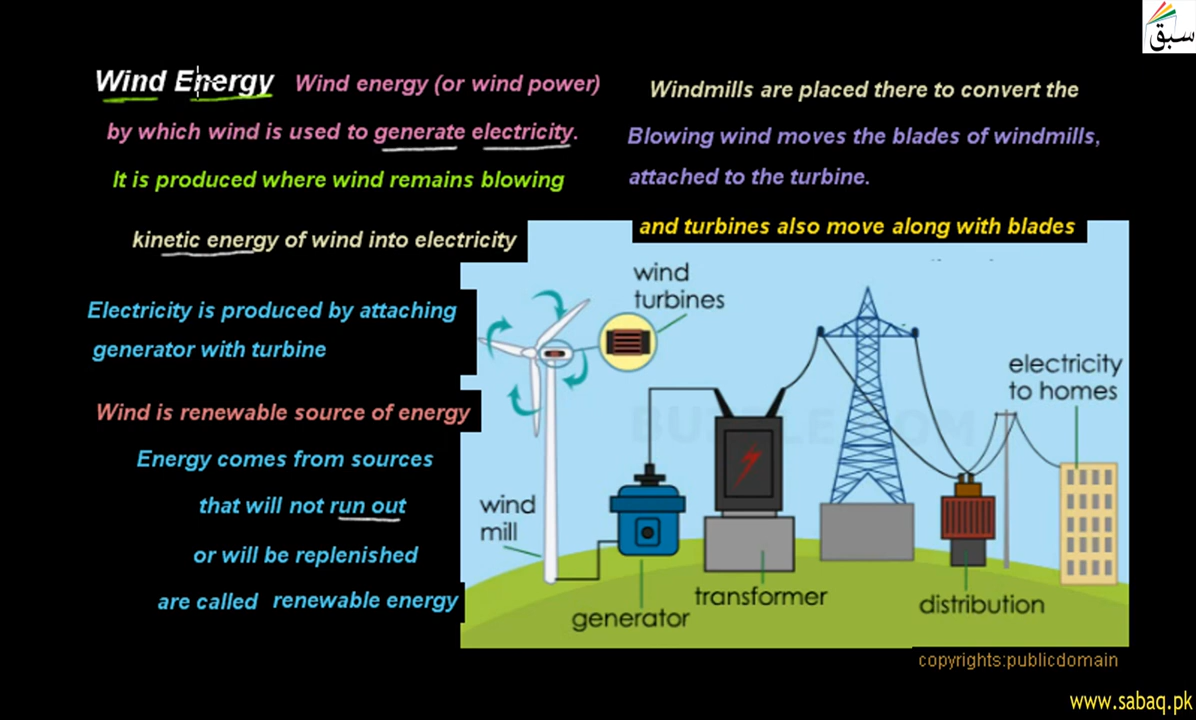 Wind Energy Wind energy (or wind power)
by which wind is used to generate electricity.
It is produced where wind remains blowing
Windmills are placed there to convert the
kinetic energy of wind into electricity
Blowing wind moves the blades of windmills,
attached to the turbine.
and turbines also move along with blades
Electricity is produced by attaching
generator with turbine
Wind is renewable source of energy
Energy comes from sources
that will not run out
or will be replenished
are called renewable energy
wind
turbines
electricity
to homes
wind
mill
generator
transformer
distribution
copyrights:publicdomain
سبق
www.sabaq.pk